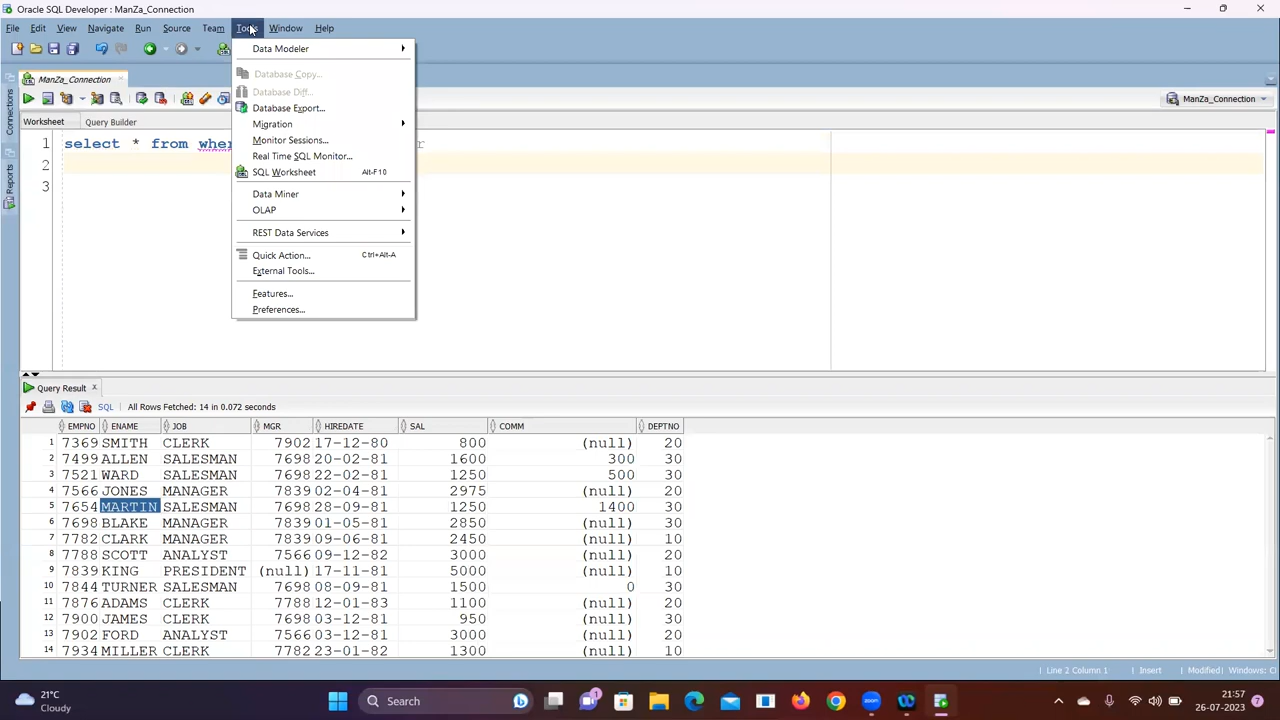 Oracle SQL Developer : ManZa_Connection
File Edit View Navigate Run Source Team Tools Window Help
Data Modeler
Database Copy...
Database Diff...
Database Export...
Migration
Monitor Sessions...
Real Time SQL Monitor...
SQL Worksheet Alt-F10
Data Miner
OLAP
REST Data Services
Quick Action... Ctrl+Alt-A
External Tools...
Features...
Preferences...
ManZa_Connection
ManZa_Connection
Connections
Reports
Worksheet Query Builder
1 select * from wher r
2
3
Query Result
SQL All Rows Fetched: 14 in 0.072 seconds
EMPNO ENAME JOB MGR HIREDATE SAL COMM DEPTNO
1 7369 SMITH CLERK 7902 17-12-80 800 (null) 20
2 7499 ALLEN SALESMAN 7698 20-02-81 1600 300 30
3 7521 WARD SALESMAN 7698 22-02-81 1250 500 30
4 7566 JONES MANAGER 7839 02-04-81 2975 (null) 20
5 7654 MARTIN SALESMAN 7698 28-09-81 1250 1400 30
6 7698 BLAKE MANAGER 7839 01-05-81 2850 (null) 30
7 7782 CLARK MANAGER 7839 09-06-81 2450 (null) 10
8 7788 SCOTT ANALYST 7566 09-12-82 3000 (null) 20
9 7839 KING PRESIDENT (null) 17-11-81 5000 (null) 10
10 7844 TURNER SALESMAN 7698 08-09-81 1500 0 30
11 7876 ADAMS CLERK 7788 12-01-83 1100 (null) 20
12 7900 JAMES CLERK 7698 03-12-81 950 (null) 30
13 7902 FORD ANALYST 7566 03-12-81 3000 (null) 20
14 7934 MILLER CLERK 7782 23-01-82 1300 (null) 10
Line 2 Column 1 Insert Modified Windows: C
21°C
Cloudy
Search
zoom
21:57
26-07-2023